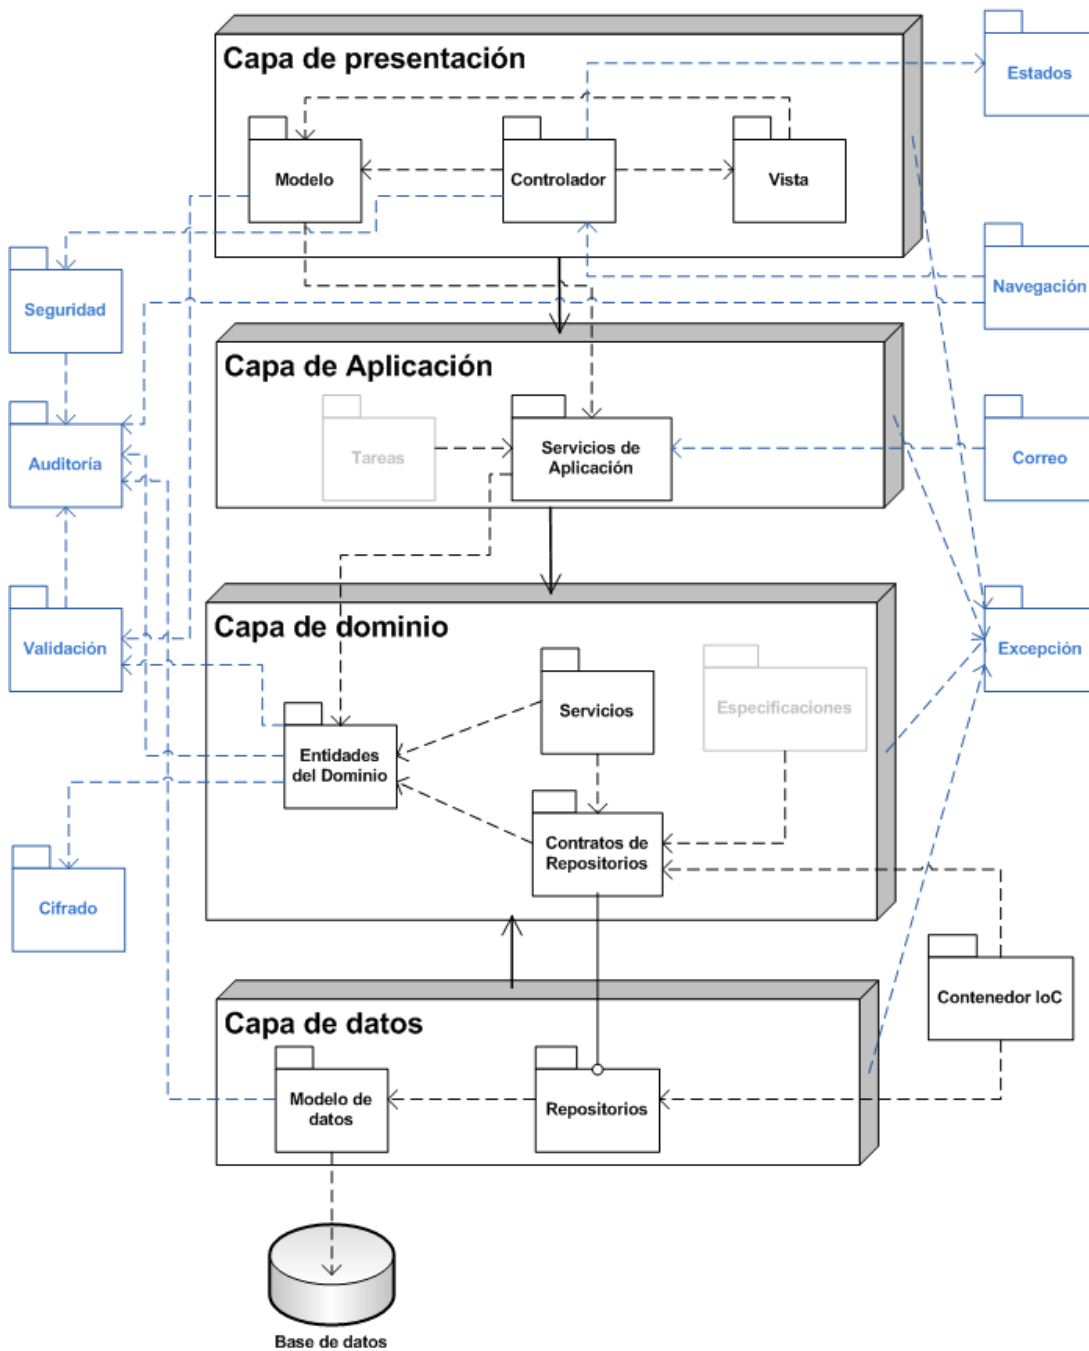 Capa de presentación
Estados
Modelo
Controlador
Vista
Seguridad
Navegación
Capa de Aplicación
Tareas
Servicios de
Aplicación
Auditoría
Correo
Capa de dominio
Validación
Servicios
Especificaciones
Excepción
Entidades
del Dominio
Contratos de
Repositorios
Cifrado
Contenedor IoC
Capa de datos
Modelo de
datos
Repositorios
Base de datos